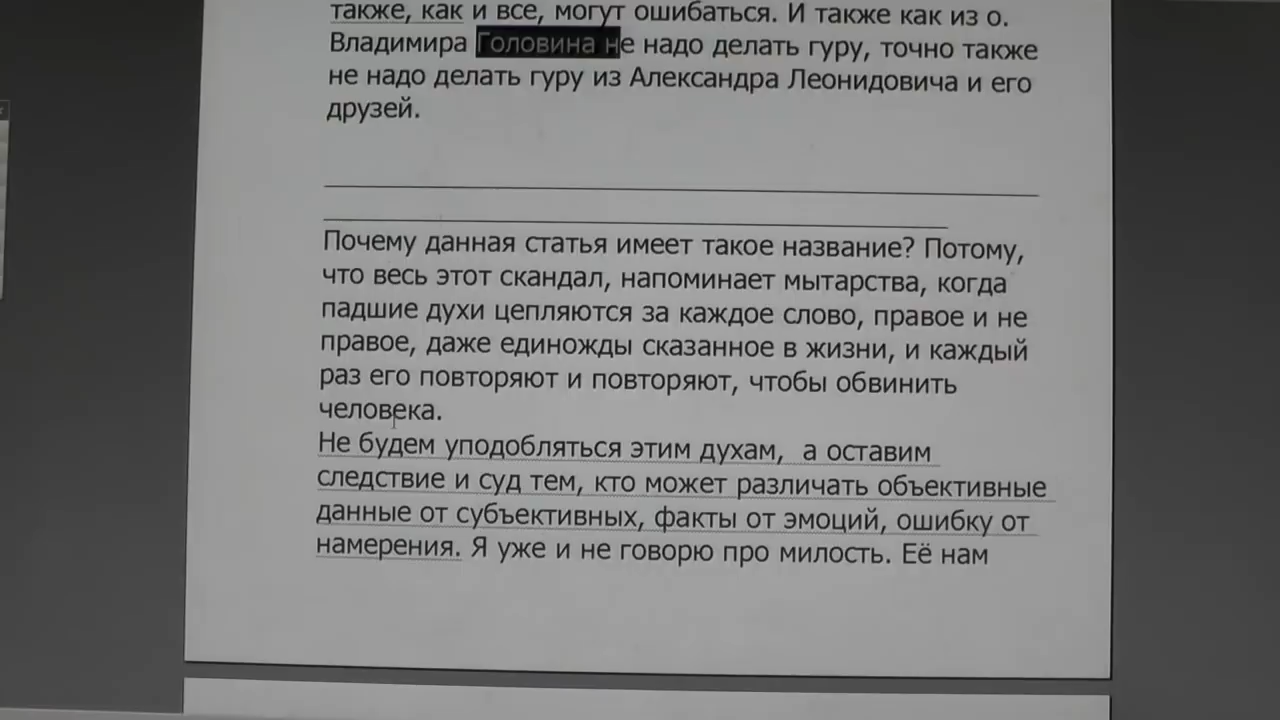 также, как и все, могут ошибаться. И также как из о.
Владимира Головина не надо делать гуру, точно также
не надо делать гуру из Александра Леонидовича и его
друзей.
Почему данная статья имеет такое название? Потому,
что весь этот скандал, напоминает мытарства, когда
падшие духи цепляются за каждое слово, правое и не
правое, даже единожды сказанное в жизни, и каждый
раз его повторяют и повторяют, чтобы обвинить
человека.
Не будем уподобляться этим духам, а оставим
следствие и суд тем, кто может различать объективные
данные от субъективных, факты от эмоций, ошибку от
намерения. Я уже и не говорю про милость. Её нам